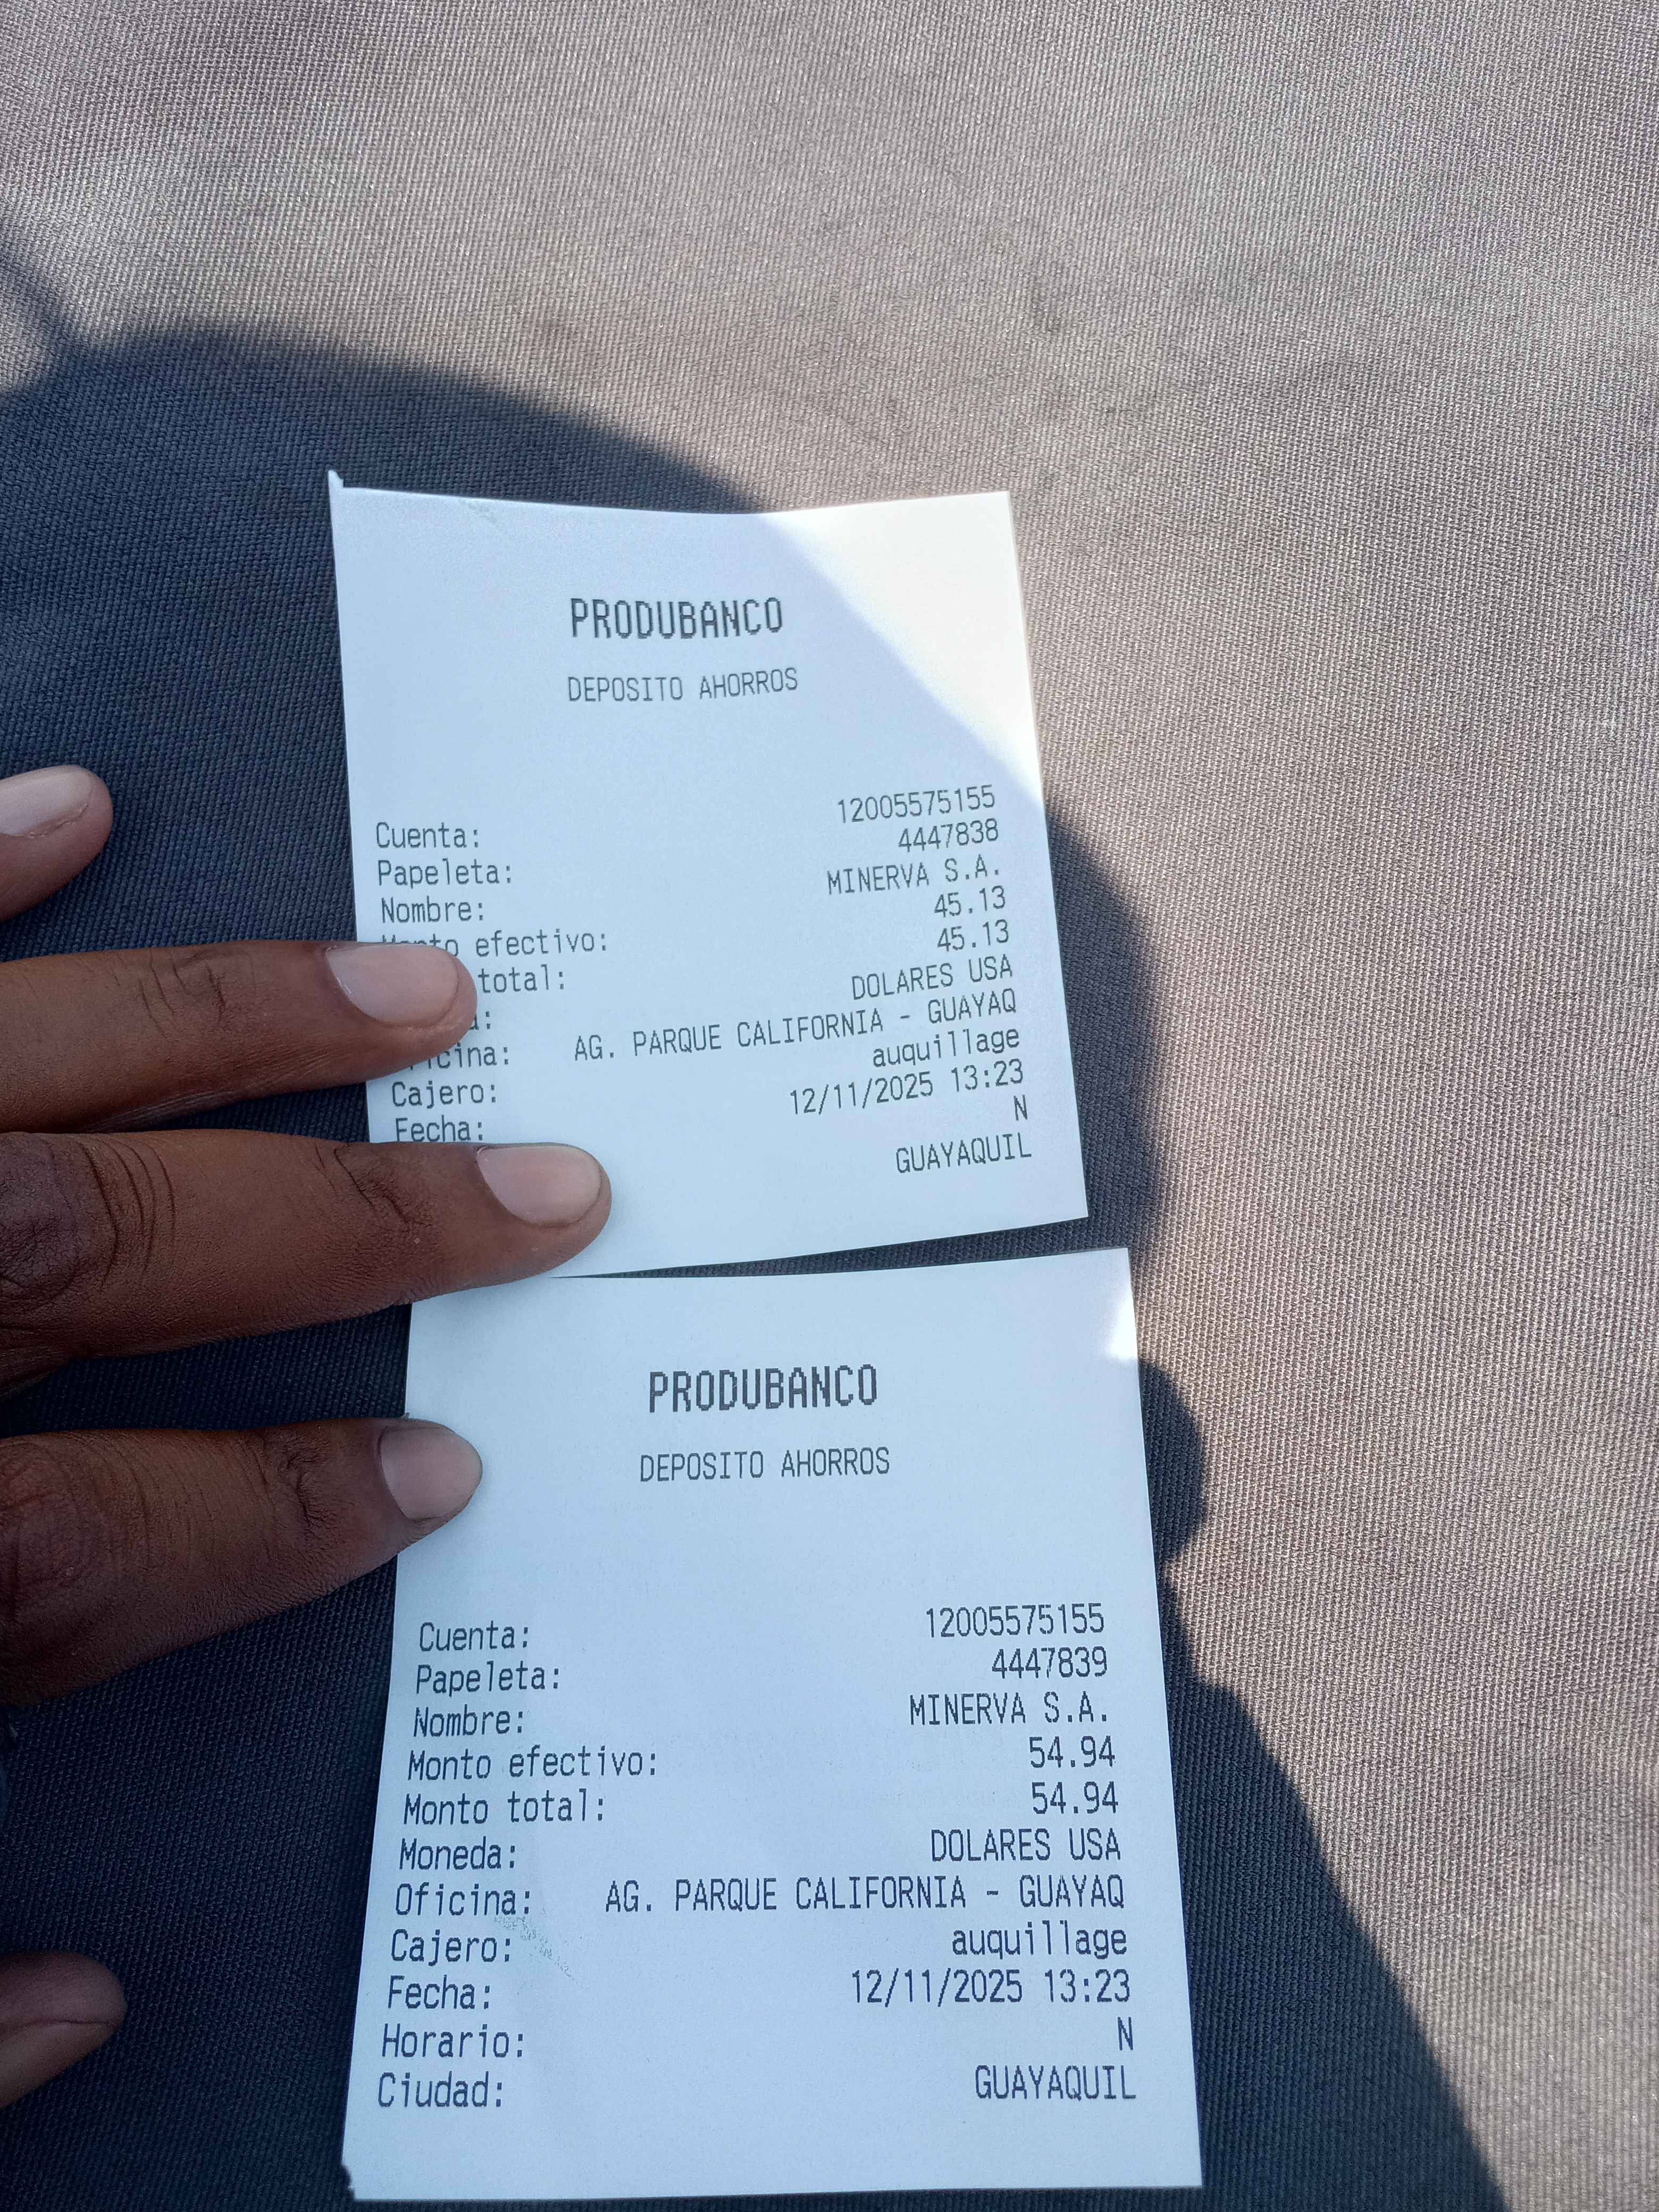 PRODUBANCO
DEPOSITO AHORROS
Cuenta: 12005575155
Papeleta: 4447838
Nombre: MINERVA S.A.
efectivo: 45.13
total: 45.13
DOLARES USA
AG. PARQUE CALIFORNIA - GUAYAQ
Cajero: auquillage
Fecha: 12/11/2025 13:23
N
GUAYAQUIL
PRODUBANCO
DEPOSITO AHORROS
Cuenta: 12005575155
Papeleta: 4447839
Nombre: MINERVA S.A.
Monto efectivo: 54.94
Monto total: 54.94
Moneda: DOLARES USA
Oficina: AG. PARQUE CALIFORNIA - GUAYAQ
Cajero: auquillage
Fecha: 12/11/2025 13:23
Horario: N
Ciudad: GUAYAQUIL